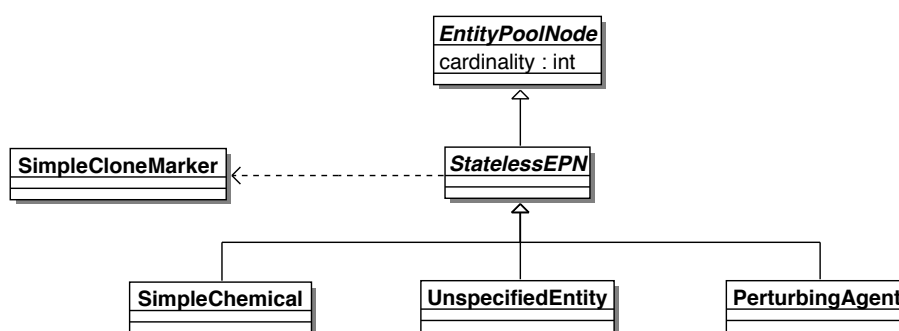 EntityPoolNode
cardinality : int
SimpleCloneMarker
StatelessEPN
SimpleChemical
UnspecifiedEntity
PerturbingAgent